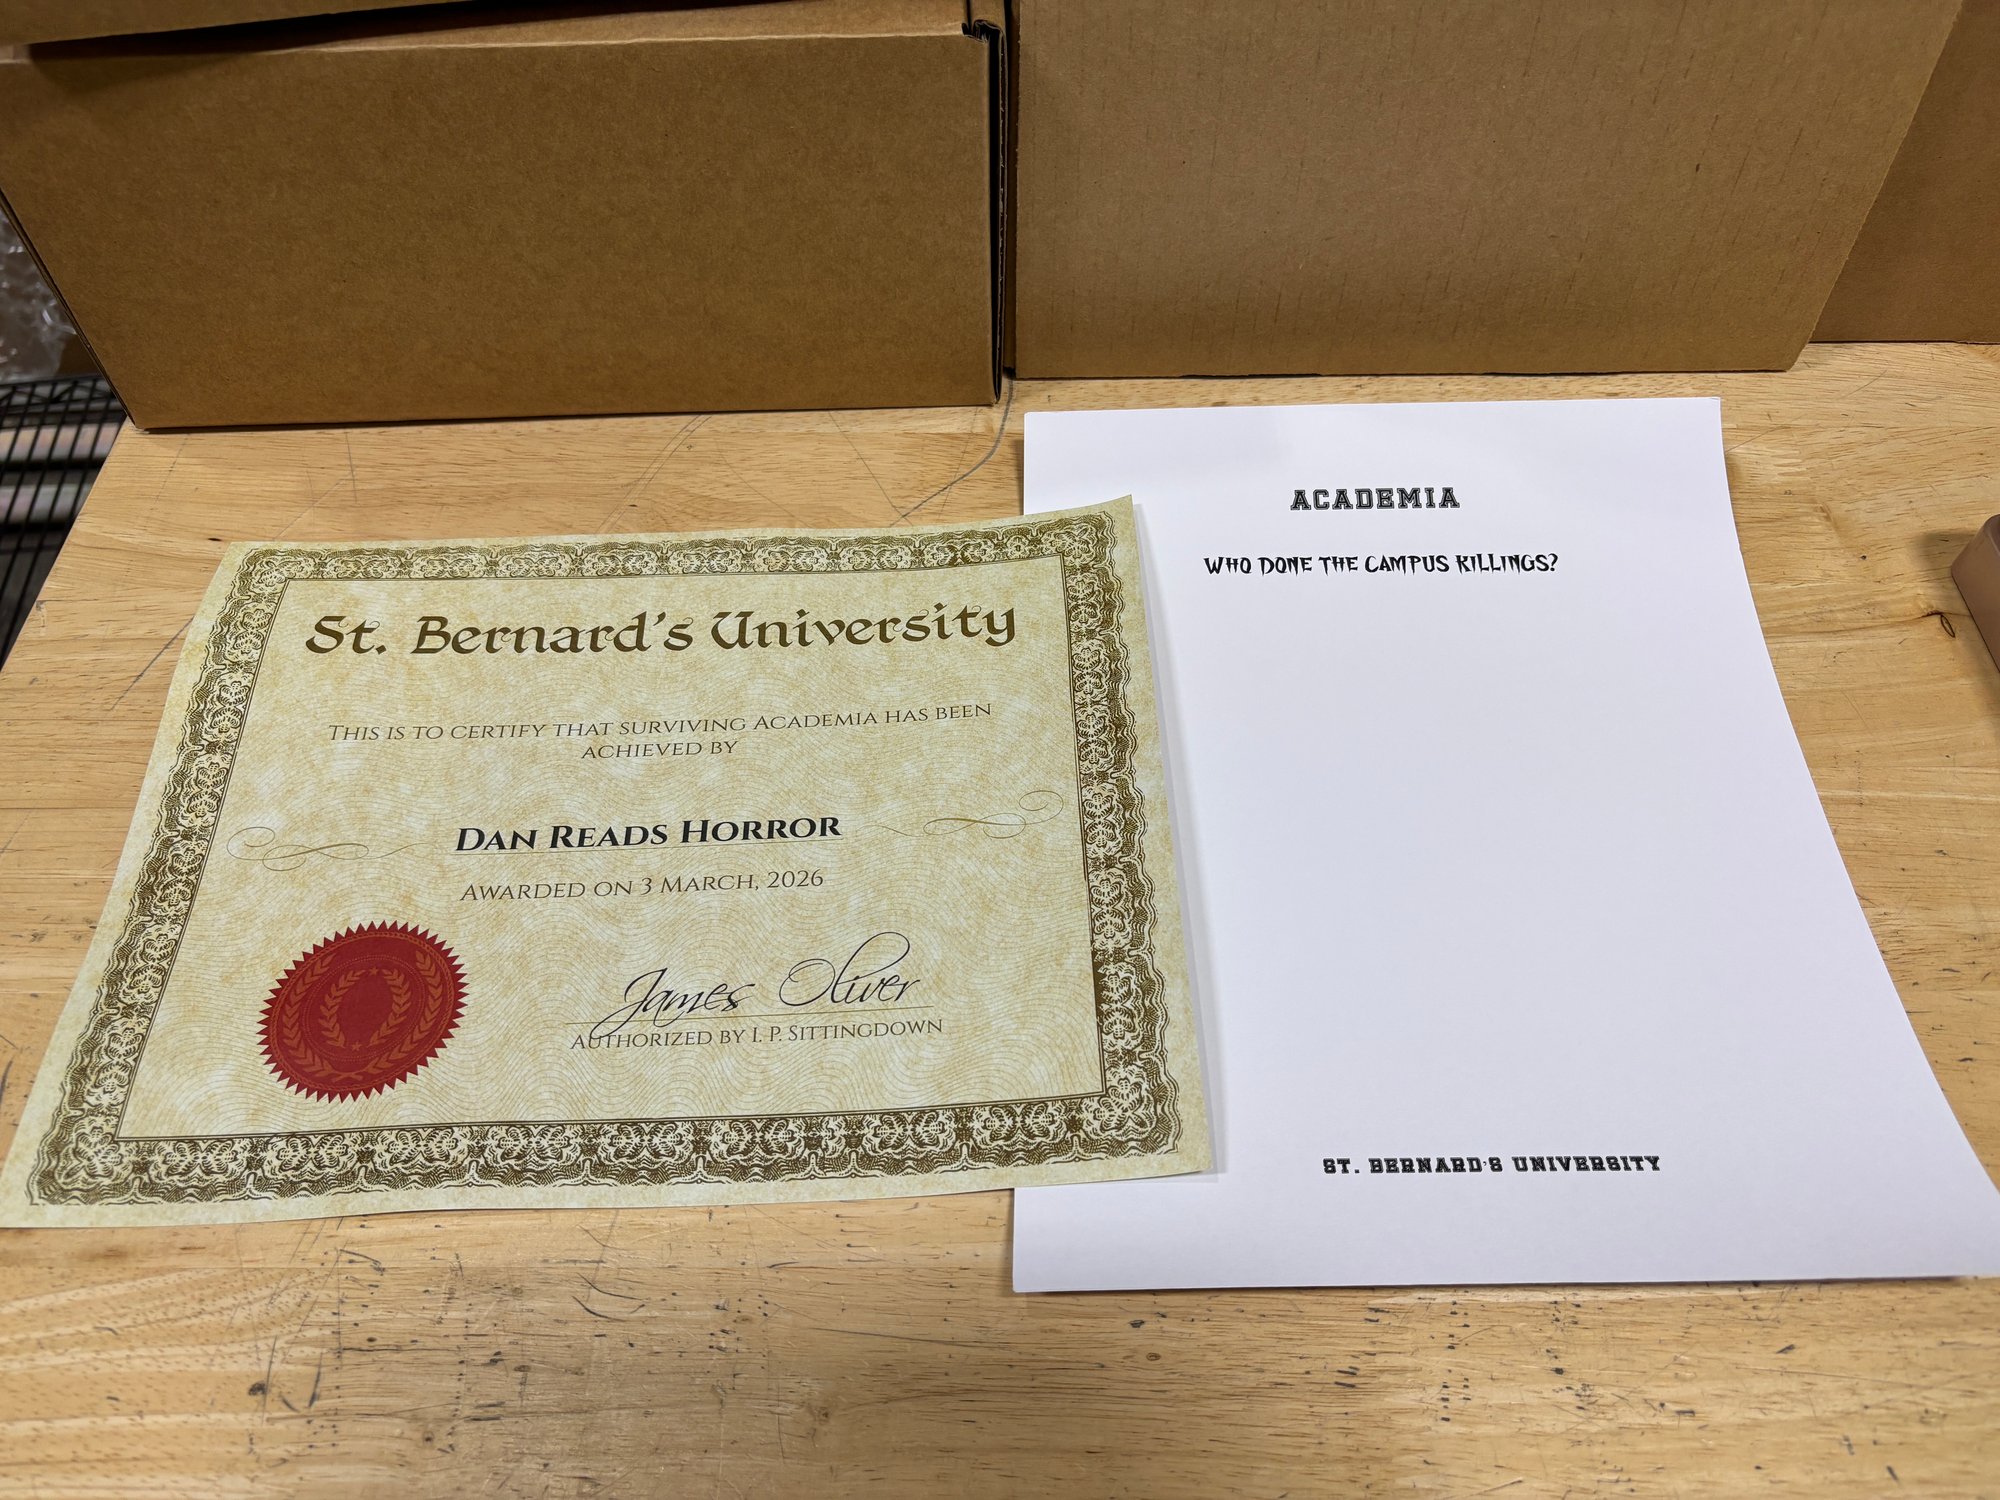 St. Bernard's University
This is to certify that surviving Academia has been
achieved by
Dan Reads Horror
Awarded on 3 March, 2026
James Oliver
Authorized by I. P. Sittingdown
ACADEMIA
WHO DONE THE CAMPUS KILLINGS?
ST. BERNARD'S UNIVERSITY